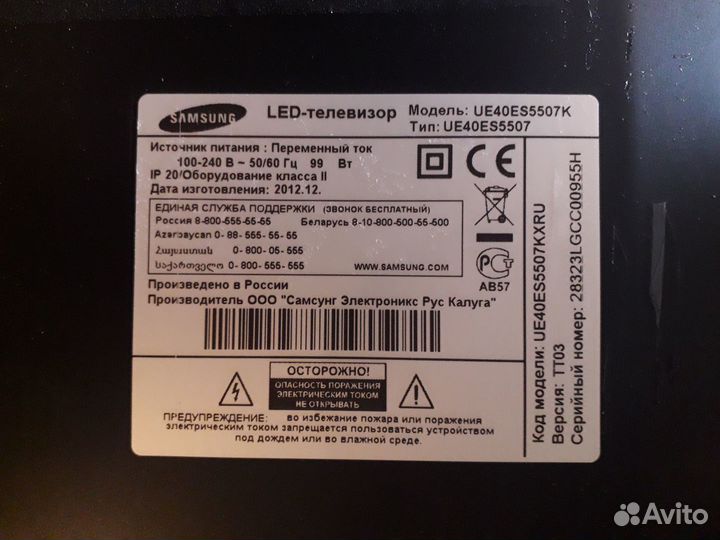 SAMSUNG
LED-телевизор
Модель: UE40ES5507K
Тип: UE40ES5507
Источник питания : Переменный ток
100-240 В ~ 50/60 Гц 99 Вт
IP 20/Оборудование класса II
Дата изготовления: 2012.12.
ЕДИНАЯ СЛУЖБА ПОДДЕРЖКИ (ЗВОНОК БЕСПЛАТНЫЙ)
Россия 8-800-555-55-55 Беларусь 8-10-800-500-55-500
Azərbaycan 0- 88- 555- 55- 55
Հայաստան 0- 800- 05- 555
საქართველო 0- 800- 555- 555
WWW.SAMSUNG.COM
CE
РСТ
АВ57
Произведено в России
Производитель ООО "Самсунг Электроникс Рус Калуга"
ОСТОРОЖНО!
ОПАСНОСТЬ ПОРАЖЕНИЯ
ЭЛЕКТРИЧЕСКИМ ТОКОМ
НЕ ОТКРЫВАТЬ
ПРЕДУПРЕЖДЕНИЕ: во избежание пожара или поражения
электрическим током запрещается пользоваться устройством
под дождем или во влажной среде.
Код модели: UE40ES5507KXRU
Версия: TT03
Серийный номер: 28323LGCC00955H
Avito